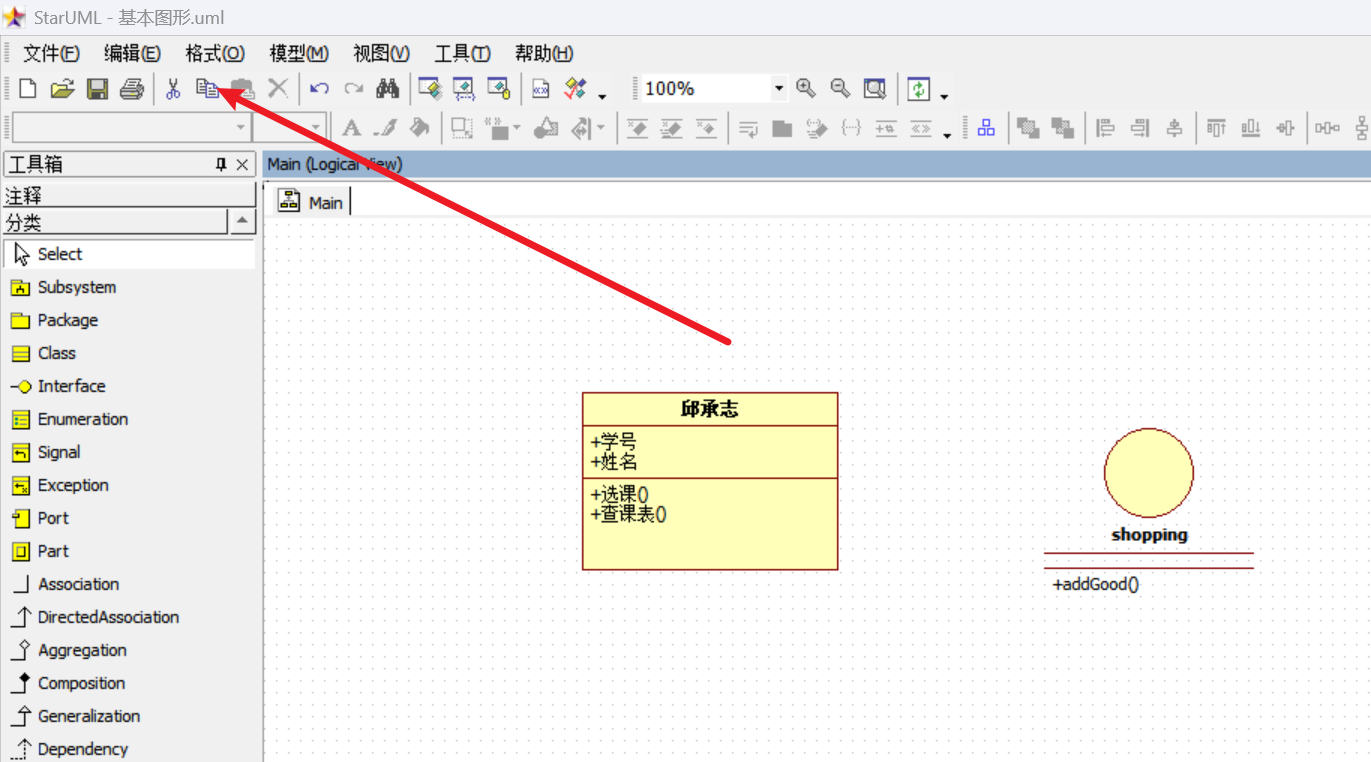 StarUML - 基本图形.uml
文件(F) 编辑(E) 格式(O) 模型(M) 视图(V) 工具(T) 帮助(H)
100%
工具箱
Main (Logical View)
注释
Main
分类
Select
Subsystem
Package
Class
Interface
Enumeration
Signal
Exception
Port
Part
Association
DirectedAssociation
Aggregation
Composition
Generalization
Dependency
邱承志
+学号
+姓名
+选课()
+查课表()
shopping
+addGood()